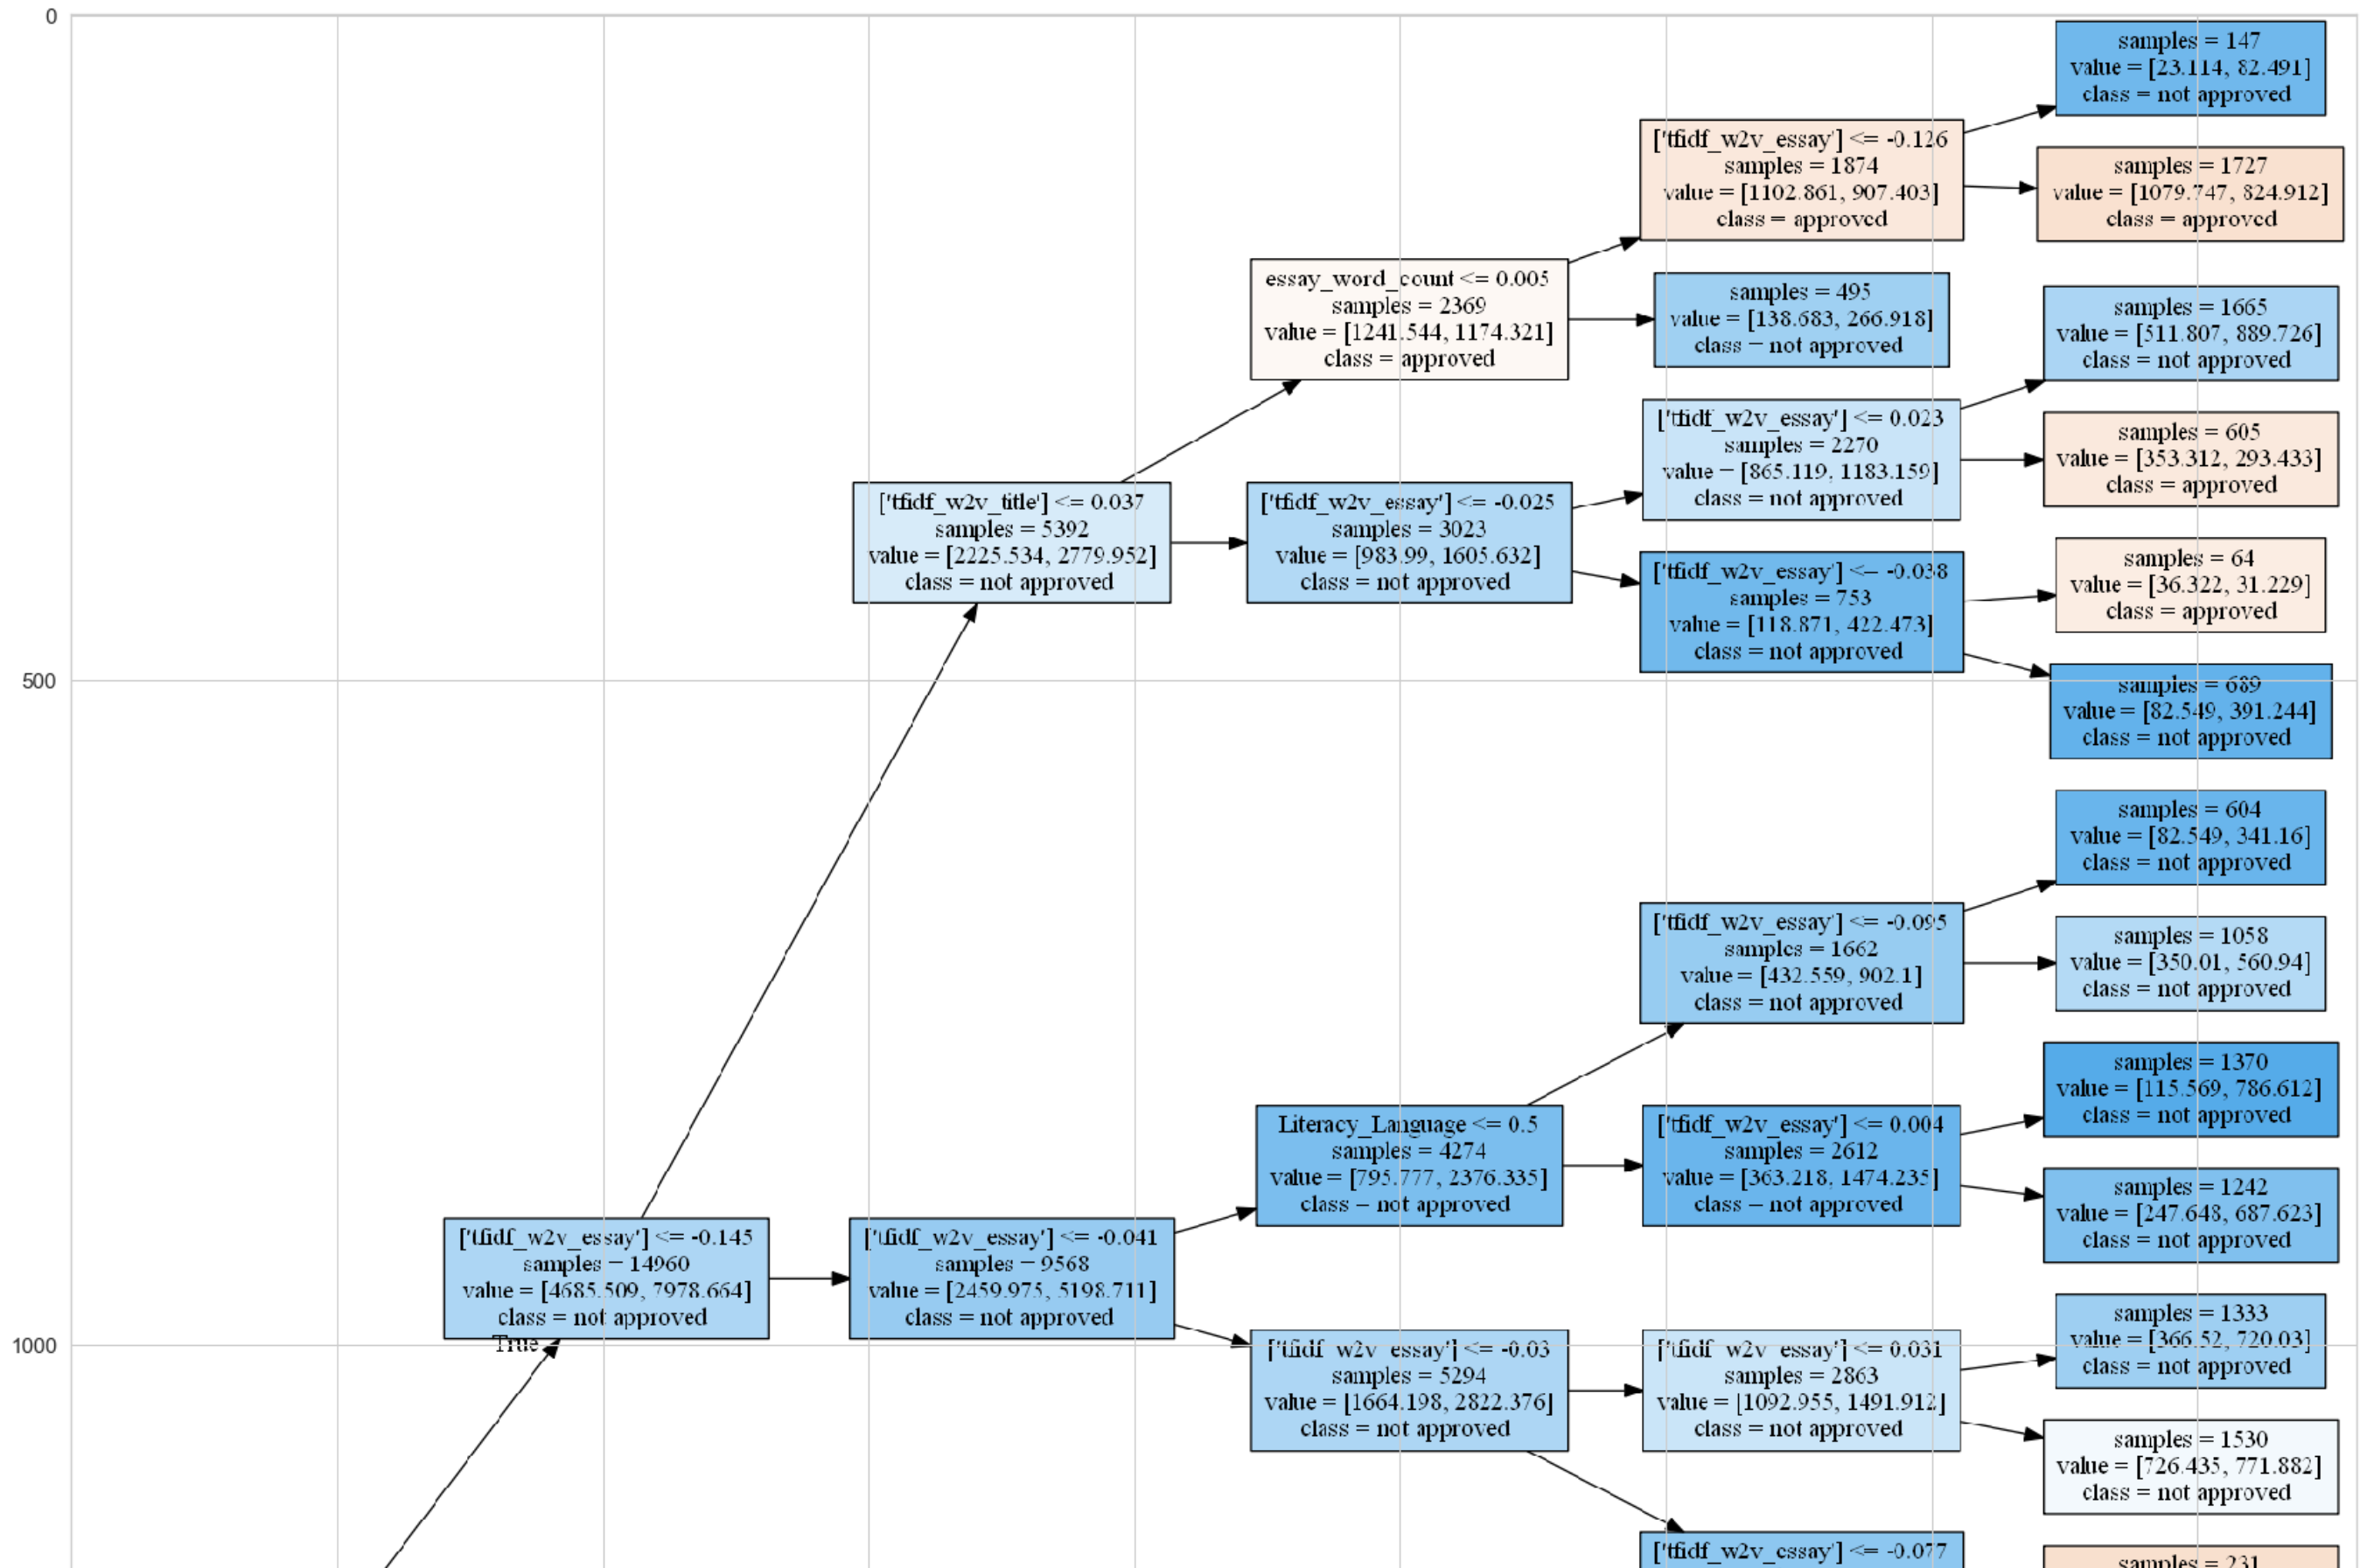 0
samples = 147
value = [23.114, 82.491]
class = not approved
['tfidf_w2v_essay'] <= -0.126
samples = 1874
value = [1102.861, 907.403]
class = approved
samples = 1727
value = [1079.747, 824.912]
class = approved
essay_word_count <= 0.005
samples = 2369
value = [1241.544, 1174.321]
class = approved
samples = 495
value = [138.683, 266.918]
class = not approved
samples = 1665
value = [511.807, 889.726]
class = not approved
['tfidf_w2v_essay'] <= 0.023
samples = 2270
value = [865.119, 1183.159]
class = not approved
samples = 605
value = [353.312, 293.433]
class = approved
['tfidf_w2v_title'] <= 0.037
samples = 5392
value = [2225.534, 2779.952]
class = not approved
['tfidf_w2v_essay'] <= -0.025
samples = 3023
value = [983.99, 1605.632]
class = not approved
['tfidf_w2v_essay'] <= -0.038
samples = 753
value = [118.871, 422.473]
class = not approved
samples = 64
value = [36.322, 31.229]
class = approved
500
samples = 689
value = [82.549, 391.244]
class = not approved
samples = 604
value = [82.549, 341.16]
class = not approved
['tfidf_w2v_essay'] <= -0.095
samples = 1662
value = [432.559, 902.1]
class = not approved
samples = 1058
value = [350.01, 560.94]
class = not approved
samples = 1370
value = [115.569, 786.612]
class = not approved
Literacy_Language <= 0.5
samples = 4274
value = [795.777, 2376.335]
class = not approved
['tfidf_w2v_essay'] <= 0.004
samples = 2612
value = [363.218, 1474.235]
class = not approved
samples = 1242
value = [247.648, 687.623]
class = not approved
['tfidf_w2v_essay'] <= -0.145
samples = 14960
value = [4685.509, 7978.664]
class = not approved
True
['tfidf_w2v_essay'] <= -0.041
samples = 9568
value = [2459.975, 5198.711]
class = not approved
samples = 1333
value = [366.52, 720.03]
class = not approved
1000
['tfidf_w2v_essay'] <= -0.03
samples = 5294
value = [1664.198, 2822.376]
class = not approved
['tfidf_w2v_essay'] <= 0.031
samples = 2863
value = [1092.955, 1491.912]
class = not approved
samples = 1530
value = [726.435, 771.882]
class = not approved
['tfidf_w2v_essay'] <= -0.077
samples = 231